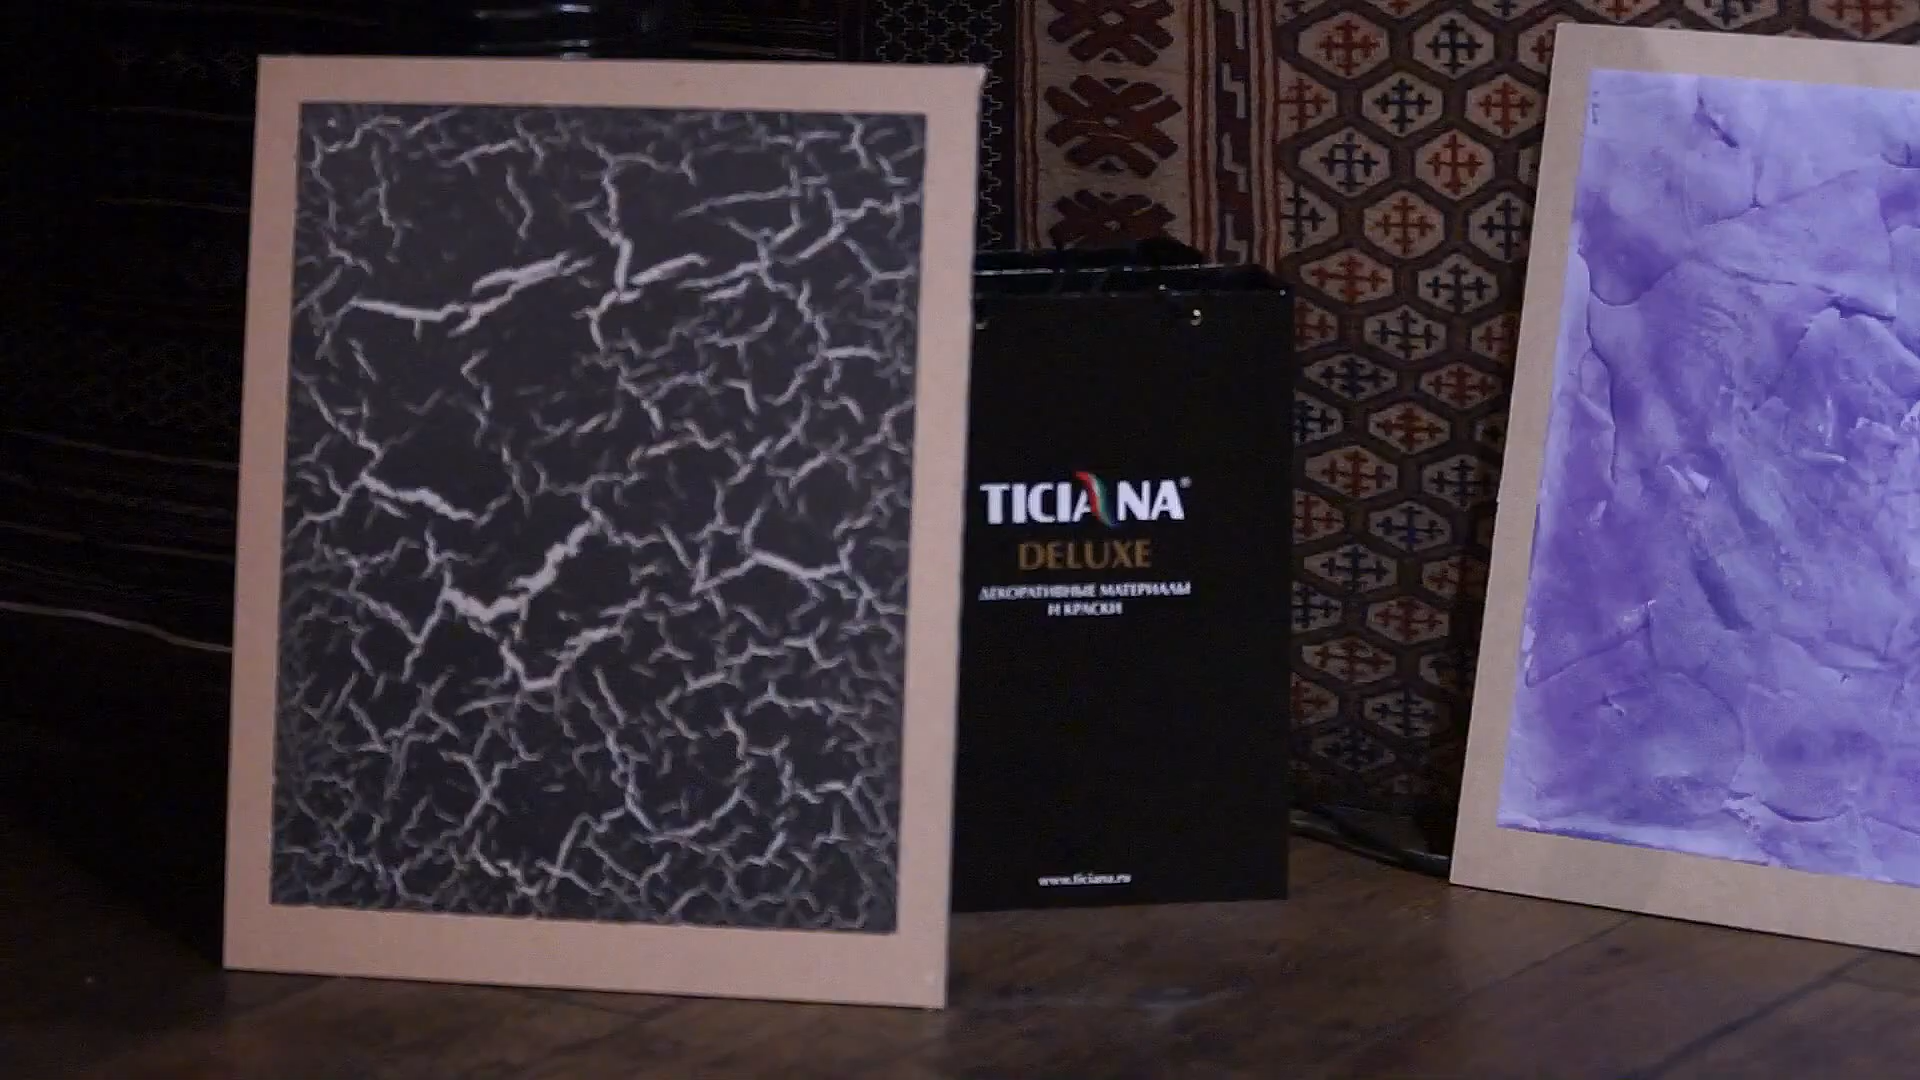 TICIANA®
DELUXE
ДЕКОРАТИВНЫЕ МАТЕРИАЛЫ
И КРАСКИ
www.ticiana.ru